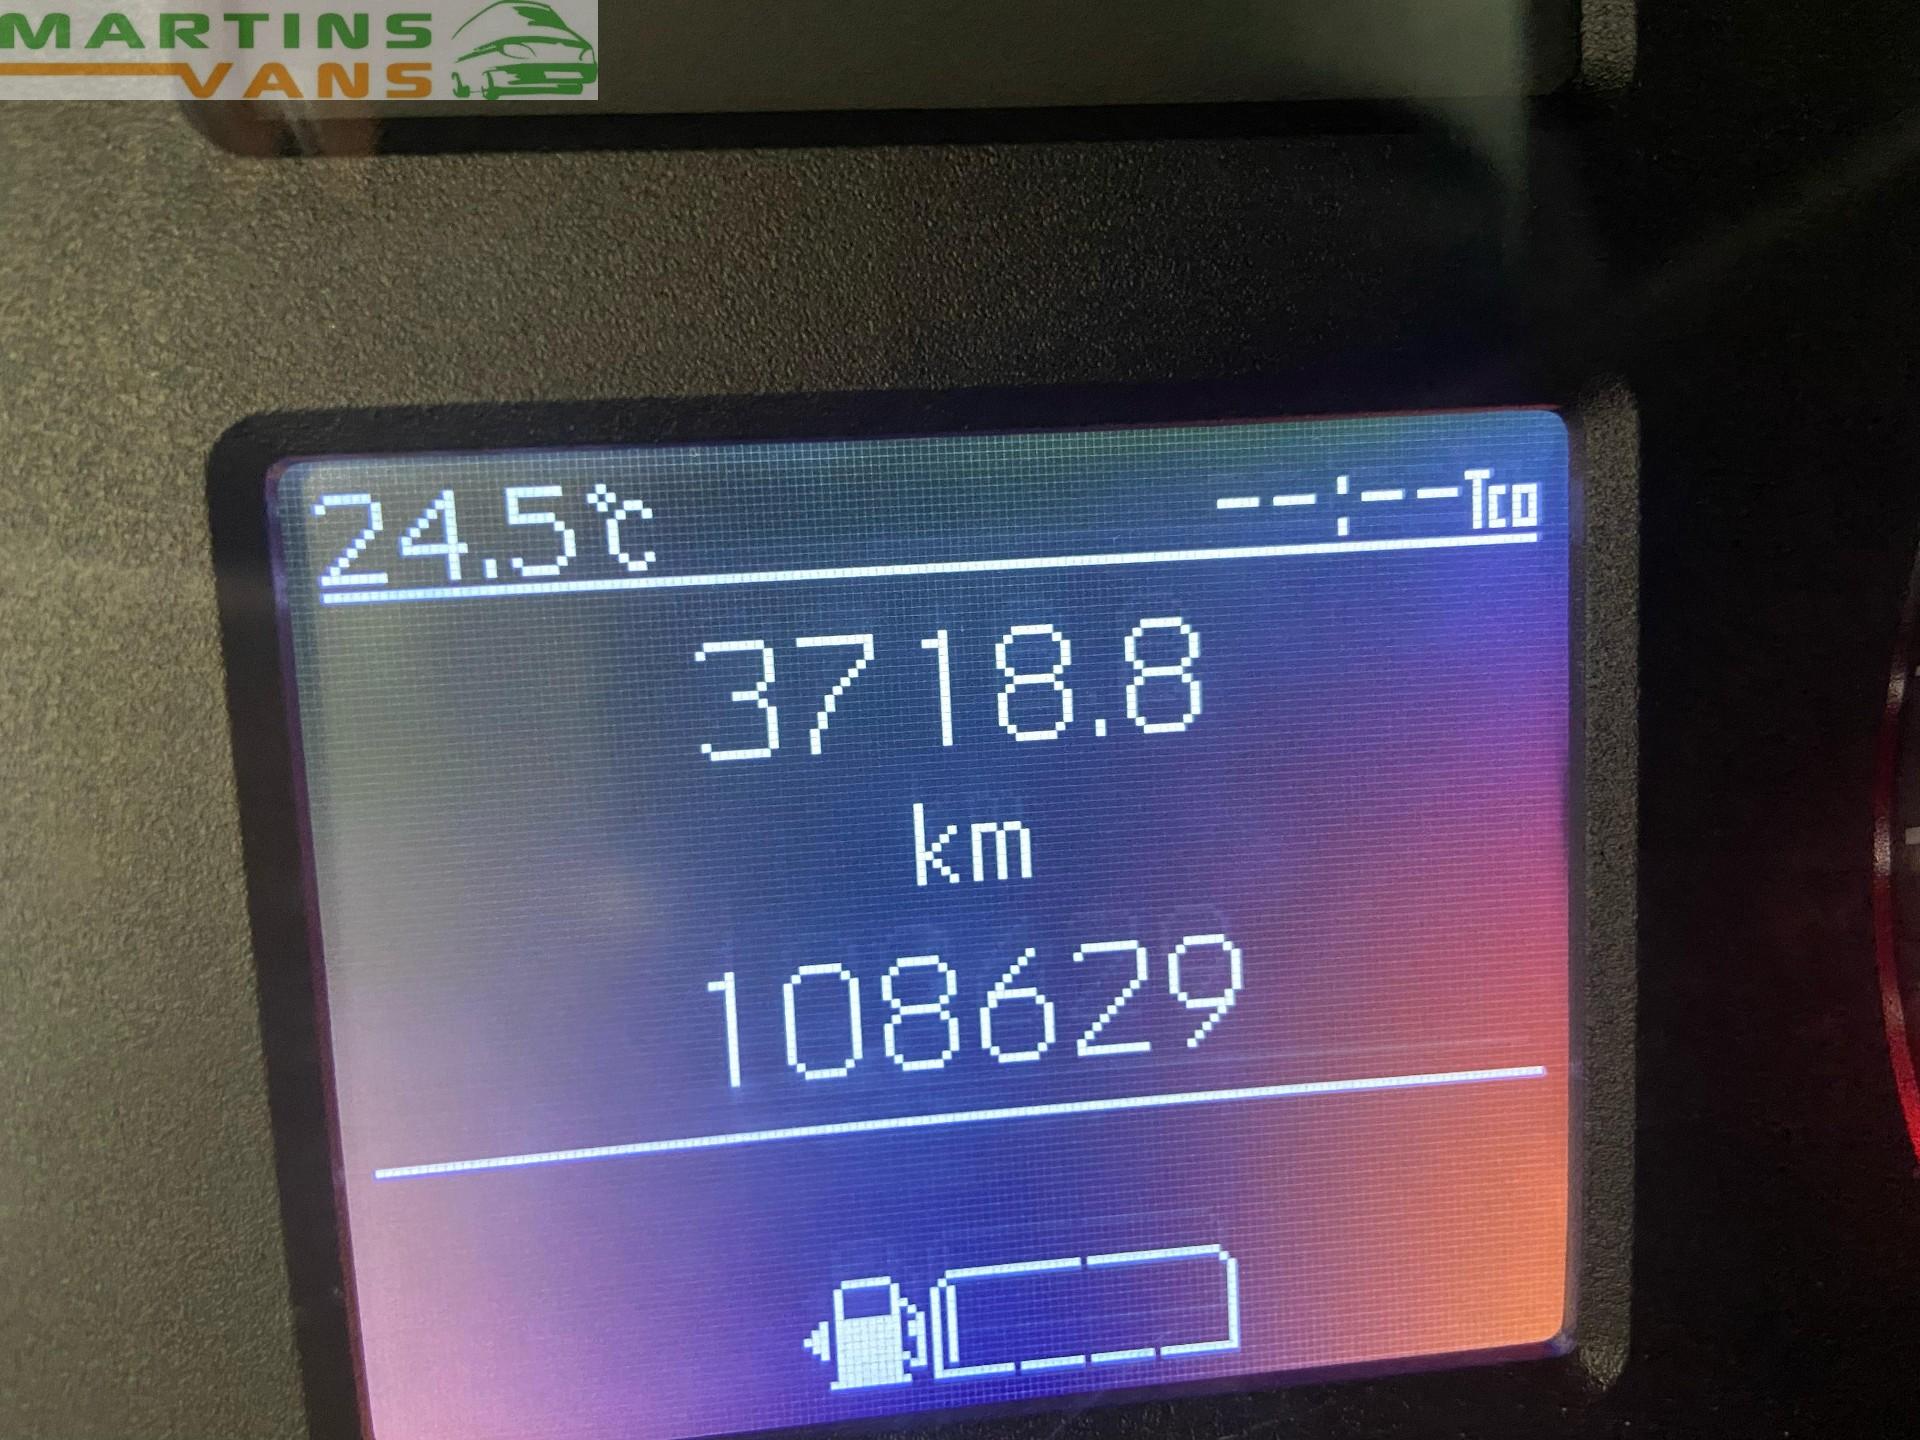 MARTINS
VANS
24.5°C --:-- Tco
3718.8
km
108629